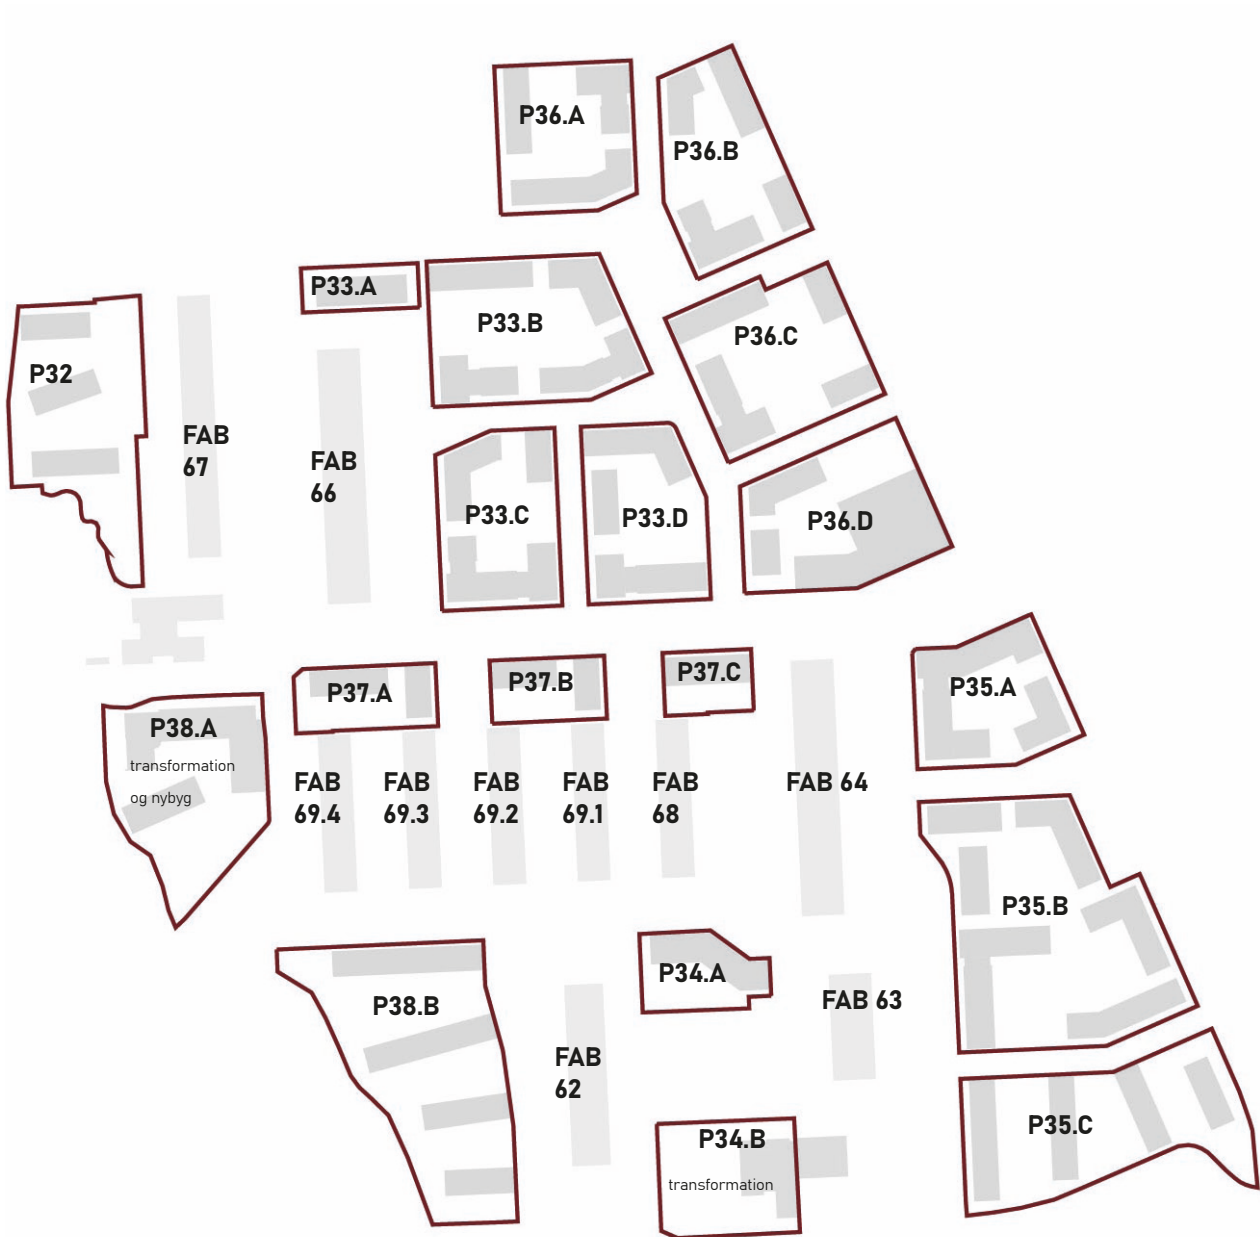 P36.A
P36.B
P33.A
P33.B
P36.C
P32
FAB
67
FAB
66
P33.C
P33.D
P36.D
P37.A
P37.B
P37.C
P35.A
P38.A
transformation
og nybyg
FAB
69.4
FAB
69.3
FAB
69.2
FAB
69.1
FAB
68
FAB 64
P35.B
P34.A
P38.B
FAB 63
FAB
62
P35.C
P34.B
transformation